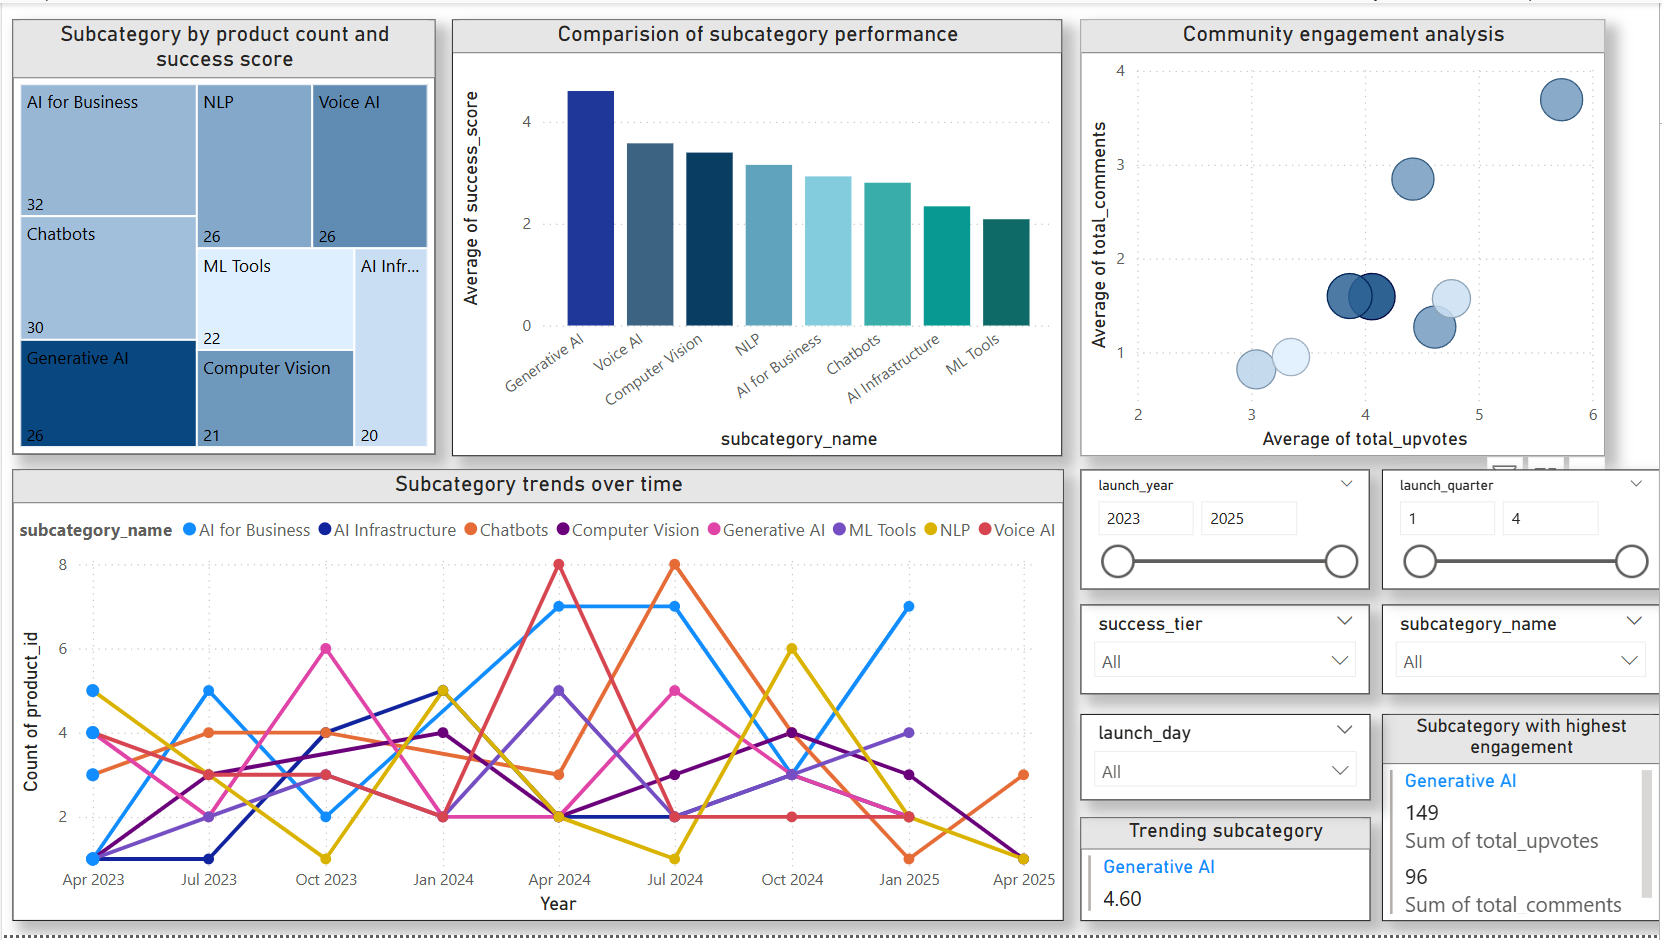 Subcategory by product count and
success score
AI for Business
32
Chatbots
30
Generative AI
26
NLP
26
Voice AI
26
ML Tools
22
AI Infr...
20
Computer Vision
21
Comparision of subcategory performance
Average of success_score
4
2
0
Generative AI
Voice AI
Computer Vision
NLP
AI for Business
Chatbots
AI Infrastructure
ML Tools
subcategory_name
Community engagement analysis
Average of total_comments
4
3
2
1
2 3 4 5 6
Average of total_upvotes
Subcategory trends over time
subcategory_name AI for Business AI Infrastructure Chatbots Computer Vision Generative AI ML Tools NLP Voice AI
Count of product_id
8
6
4
2
Apr 2023 Jul 2023 Oct 2023 Jan 2024 Apr 2024 Jul 2024 Oct 2024 Jan 2025 Apr 2025
Year
launch_year
2023 2025
launch_quarter
1 4
success_tier
All
subcategory_name
All
launch_day
All
Trending subcategory
Generative AI
4.60
Subcategory with highest
engagement
Generative AI
149
Sum of total_upvotes
96
Sum of total_comments